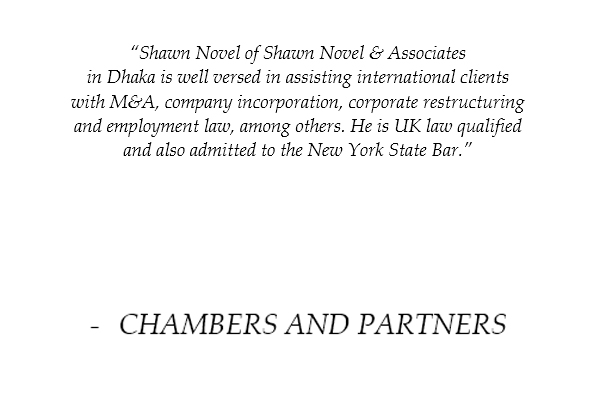 “Shawn Novel of Shawn Novel & Associates
in Dhaka is well versed in assisting international clients
with M&A, company incorporation, corporate restructuring
and employment law, among others. He is UK law qualified
and also admitted to the New York State Bar.”
- CHAMBERS AND PARTNERS